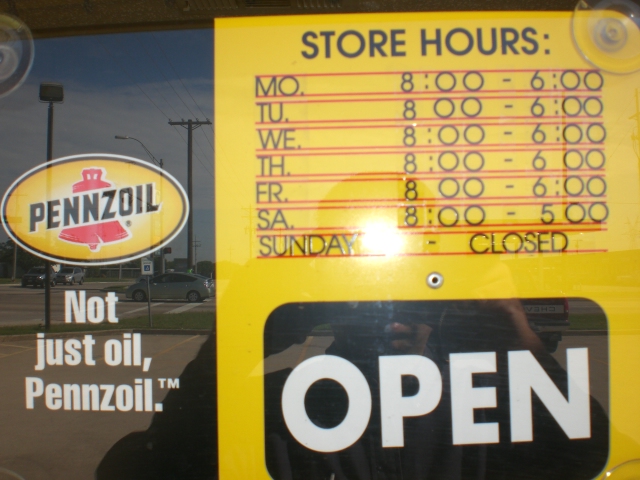 STORE HOURS:
MO. 8:00 - 6:00
TU. 8:00 - 6:00
WE. 8:00 - 6:00
TH. 8:00 - 6:00
FR. 8 00 - 6:00
SA. 8:00 - 5 00
SUNDAY - CLOSED
PENNZOIL
Not
just oil,
Pennzoil.™
OPEN